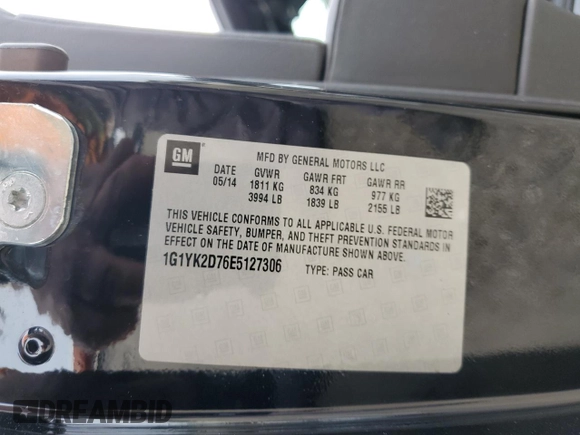 GM
MFD BY GENERAL MOTORS LLC
DATE GVWR GAWR FRT GAWR RR
05/14 1811 KG 834 KG 977 KG
3994 LB 1839 LB 2155 LB
THIS VEHICLE CONFORMS TO ALL APPLICABLE U.S. FEDERAL MOTOR
VEHICLE SAFETY, BUMPER, AND THEFT PREVENTION STANDARDS IN
EFFECT ON THE DATE OF MANUFACTURE SHOWN ABOVE.
1G1YK2D76E5127306 TYPE: PASS CAR
DREAMBID